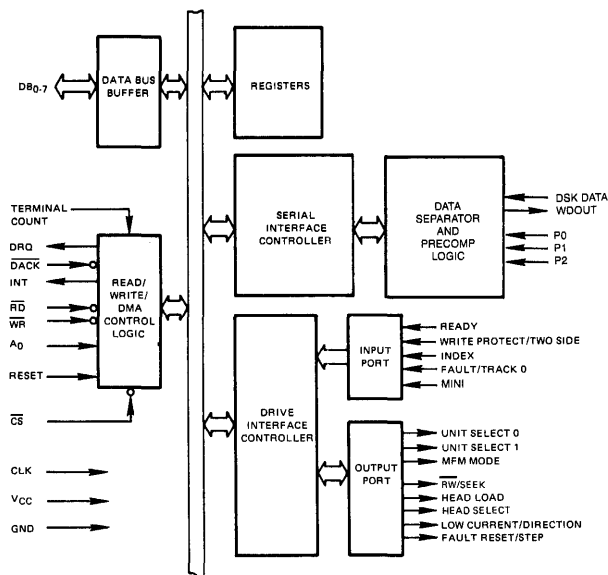 DB0-7
DATA BUS
BUFFER
REGISTERS
SERIAL
INTERFACE
CONTROLLER
DATA
SEPARATOR
AND
PRECOMP
LOGIC
DSK DATA
WDOUT
P0
P1
P2
TERMINAL
COUNT
DRQ
DACK
INT
RD
WR
A0
RESET
CS
READ/
WRITE/
DMA
CONTROL
LOGIC
CLK
VCC
GND
DRIVE
INTERFACE
CONTROLLER
INPUT
PORT
READY
WRITE PROTECT/TWO SIDE
INDEX
FAULT/TRACK 0
MINI
OUTPUT
PORT
UNIT SELECT 0
UNIT SELECT 1
MFM MODE
RW/SEEK
HEAD LOAD
HEAD SELECT
LOW CURRENT/DIRECTION
FAULT RESET/STEP